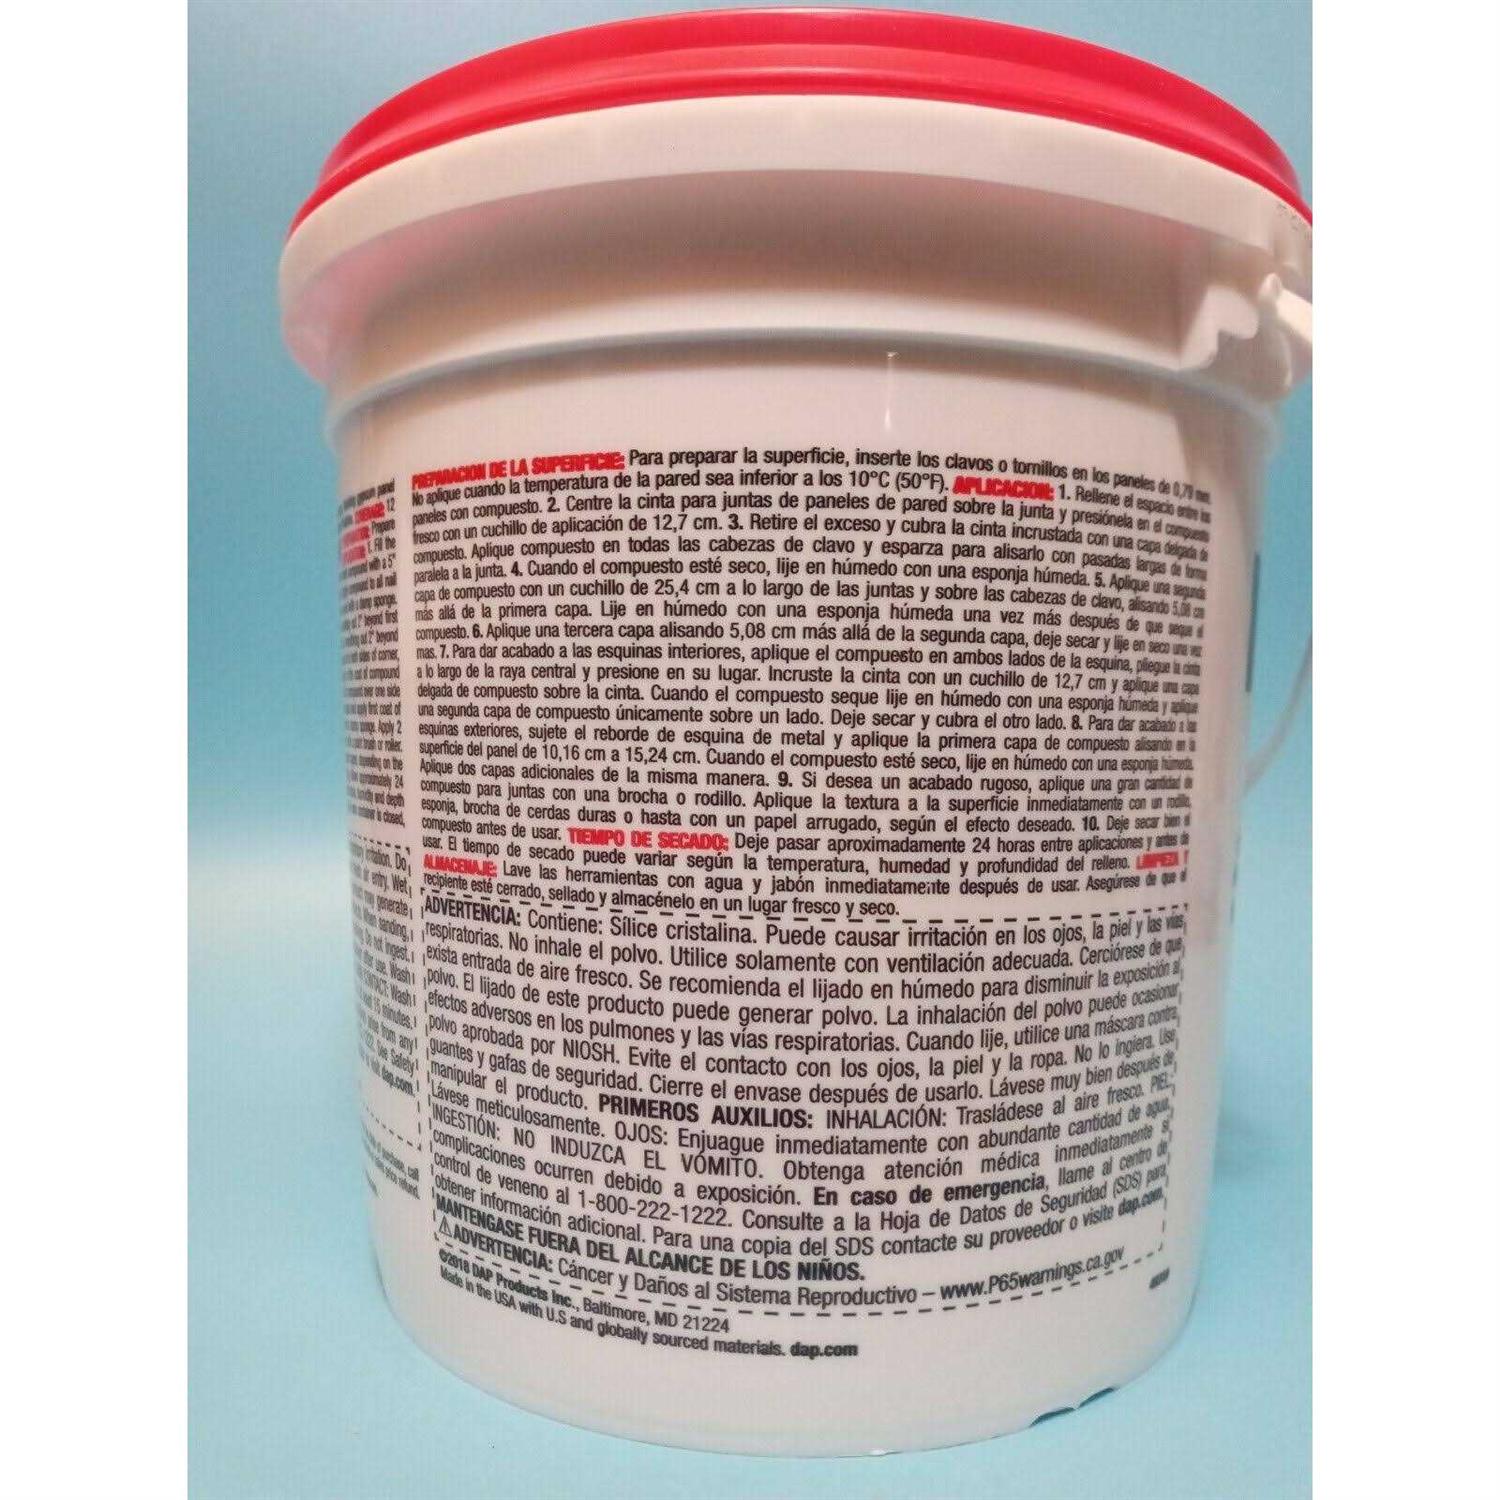 PREPARACION DE LA SUPERFICIE: Para preparar la superficie, inserte los clavos o tornillos en los paneles de 0,79 mm.
No aplique cuando la temperatura de la pared sea inferior a los 10°C (50°F). APLICACION: 1. Rellene el espacio entre los
paneles con compuesto. 2. Centre la cinta para juntas de paneles de pared sobre la junta y presiónela en el compuesto
fresco con un cuchillo de aplicación de 12,7 cm. 3. Retire el exceso y cubra la cinta incrustada con una capa delgada de
compuesto. Aplique compuesto en todas las cabezas de clavo y esparza para alisarlo con pasadas largas de forma
paralela a la junta. 4. Cuando el compuesto esté seco, lije en húmedo con una esponja húmeda. 5. Aplique una segunda
capa de compuesto con un cuchillo de 25,4 cm a lo largo de las juntas y sobre las cabezas de clavo, alisando 5,08 cm
más allá de la primera capa. Lije en húmedo con una esponja húmeda una vez más después de que seque el
compuesto. 6. Aplique una tercera capa alisando 5,08 cm más allá de la segunda capa, deje secar y lije en seco una vez
mas. 7. Para dar acabado a las esquinas interiores, aplique el compuesto en ambos lados de la esquina, pliegue la cinta
a lo largo de la raya central y presione en su lugar. Incruste la cinta con un cuchillo de 12,7 cm y aplique una capa
delgada de compuesto sobre la cinta. Cuando el compuesto seque lije en húmedo con una esponja húmeda y aplique
una segunda capa de compuesto únicamente sobre un lado. Deje secar y cubra el otro lado. 8. Para dar acabado a las
esquinas exteriores, sujete el reborde de esquina de metal y aplique la primera capa de compuesto alisando en la
superficie del panel de 10,16 cm a 15,24 cm. Cuando el compuesto esté seco, lije en húmedo con una esponja húmeda.
Aplique dos capas adicionales de la misma manera. 9. Si desea un acabado rugoso, aplique una gran cantidad de
compuesto para juntas con una brocha o rodillo. Aplique la textura a la superficie inmediatamente con un rodillo,
esponja, brocha de cerdas duras o hasta con un papel arrugado, según el efecto deseado. 10. Deje secar bien el
compuesto antes de usar. TIEMPO DE SECADO: Deje pasar aproximadamente 24 horas entre aplicaciones y antes de
usar. El tiempo de secado puede variar según la temperatura, humedad y profundidad del relleno. LIMPIEZA Y
ALMACENAJE: Lave las herramientas con agua y jabón inmediatamente después de usar. Asegúrese de que el
recipiente esté cerrado, sellado y almacénelo en un lugar fresco y seco.
ADVERTENCIA: Contiene: Sílice cristalina. Puede causar irritación en los ojos, la piel y las vías
respiratorias. No inhale el polvo. Utilice solamente con ventilación adecuada. Cerciórese de que
exista entrada de aire fresco. Se recomienda el lijado en húmedo para disminuir la exposición al
polvo. El lijado de este producto puede generar polvo. La inhalación del polvo puede ocasionar
efectos adversos en los pulmones y las vías respiratorias. Cuando lije, utilice una máscara contra
polvo aprobada por NIOSH. Evite el contacto con los ojos, la piel y la ropa. No lo ingiera. Use
guantes y gafas de seguridad. Cierre el envase después de usarlo. Lávese muy bien después de
manipular el producto. PRIMEROS AUXILIOS: INHALACIÓN: Trasládese al aire fresco. PIEL:
Lávese meticulosamente. OJOS: Enjuague inmediatamente con abundante cantidad de agua.
INGESTIÓN: NO INDUZCA EL VÓMITO. Obtenga atención médica inmediatamente si
complicaciones ocurren debido a exposición. En caso de emergencia, llame al centro de
control de veneno al 1-800-222-1222. Consulte a la Hoja de Datos de Seguridad (SDS) para
obtener información adicional. Para una copia del SDS contacte su proveedor o visite dap.com.
MANTENGASE FUERA DEL ALCANCE DE LOS NIÑOS.
⚠ADVERTENCIA: Cáncer y Daños al Sistema Reproductivo – www.P65warnings.ca.gov
©2018 DAP Products Inc., Baltimore, MD 21224
Made in the USA with U.S and globally sourced materials. dap.com